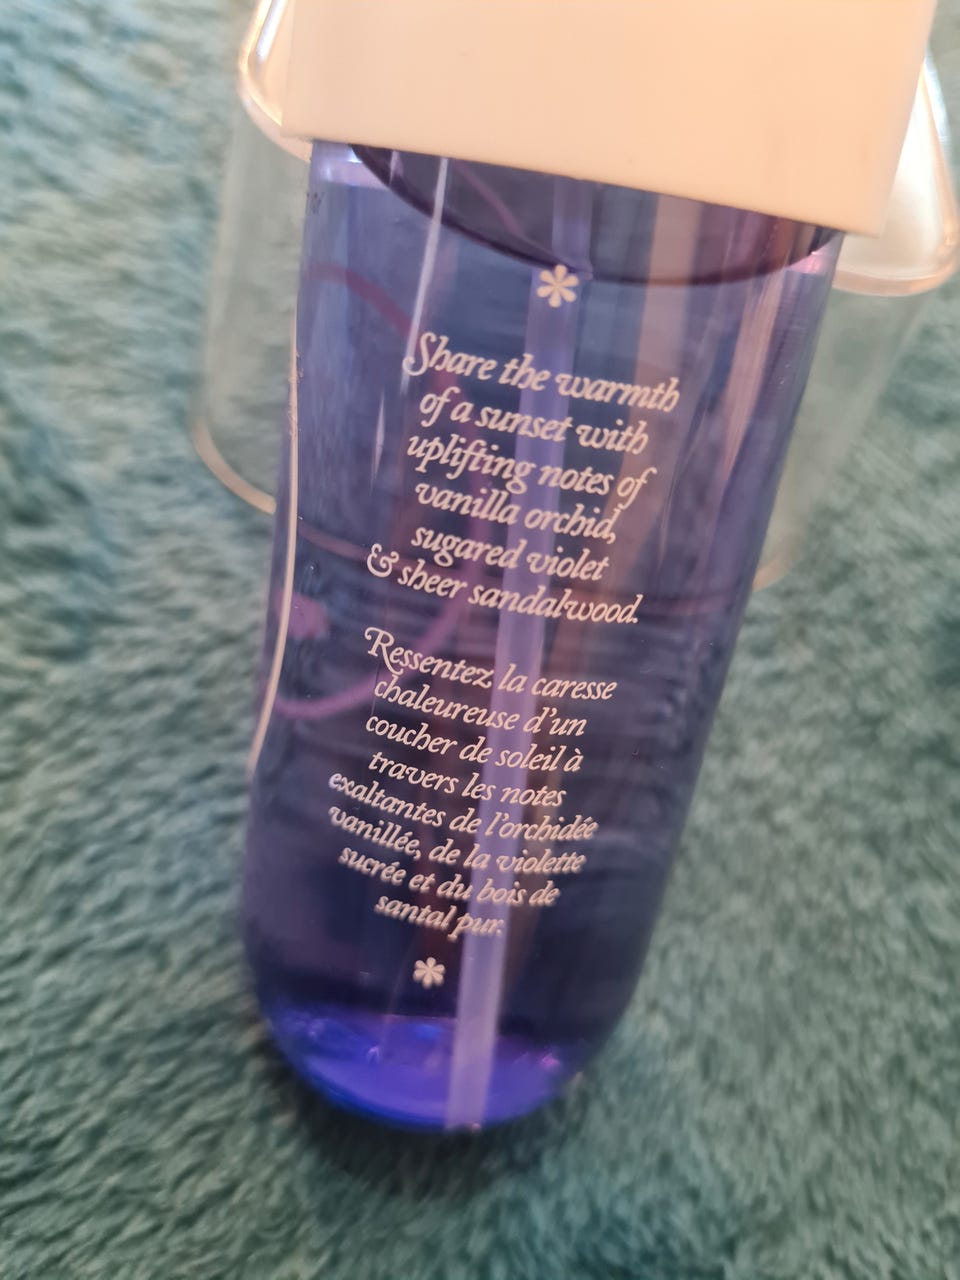 Share the warmth
of a sunset with
uplifting notes of
vanilla orchid,
sugared violet
& sheer sandalwood.
Ressentez la caresse
chaleureuse d'un
coucher de soleil à
travers les notes
exaltantes de l'orchidée
vanillée, de la violette
sucrée et du bois de
santal pur.